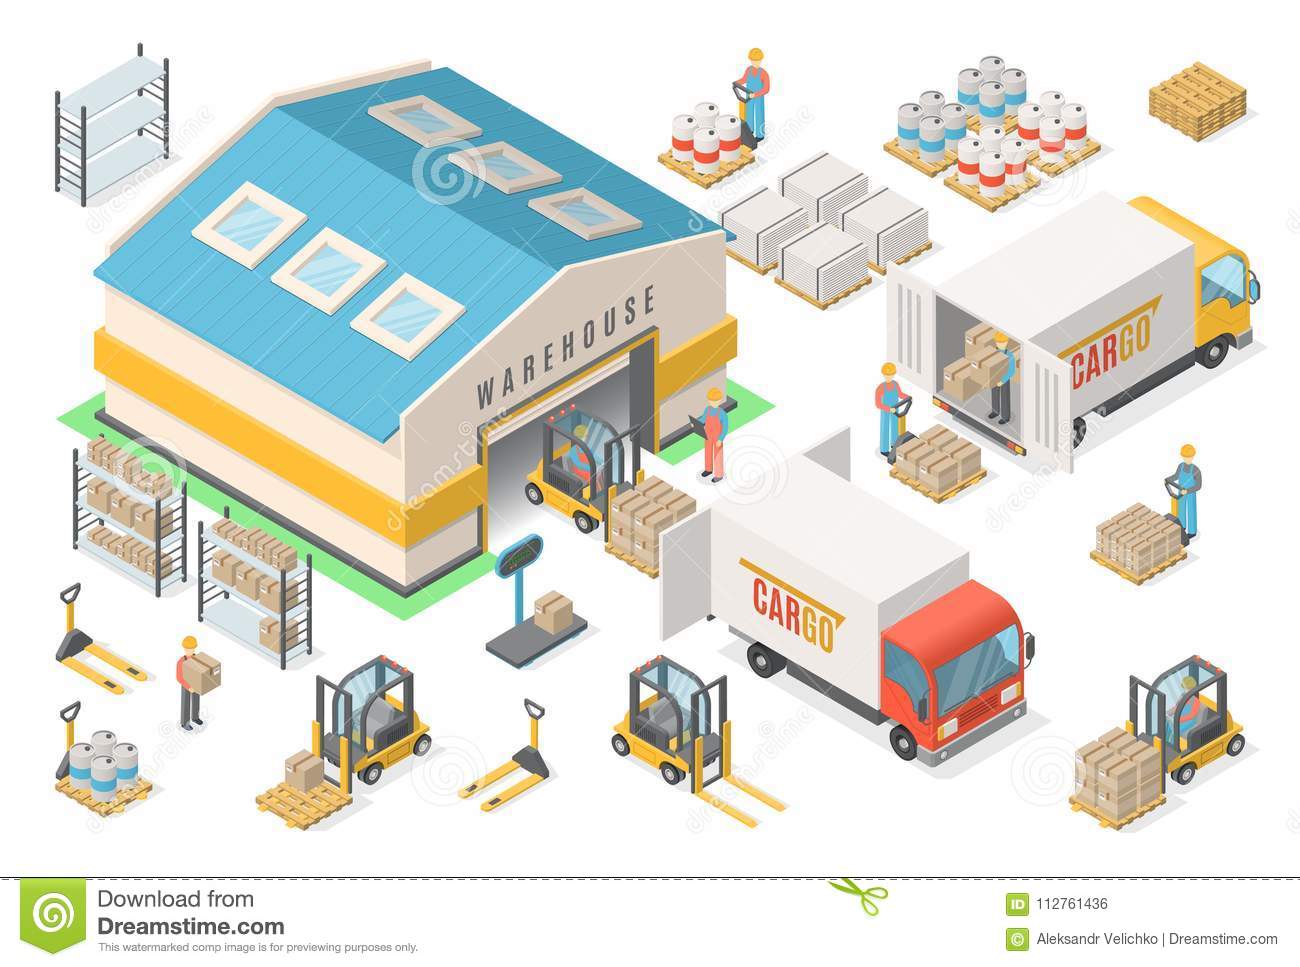 WAREHOUSE
CARGO
CARGO
Download from
Dreamstime.com
This watermarked comp image is for previewing purposes only.
ID 112761436
© Aleksandr Velichko | Dreamstime.com